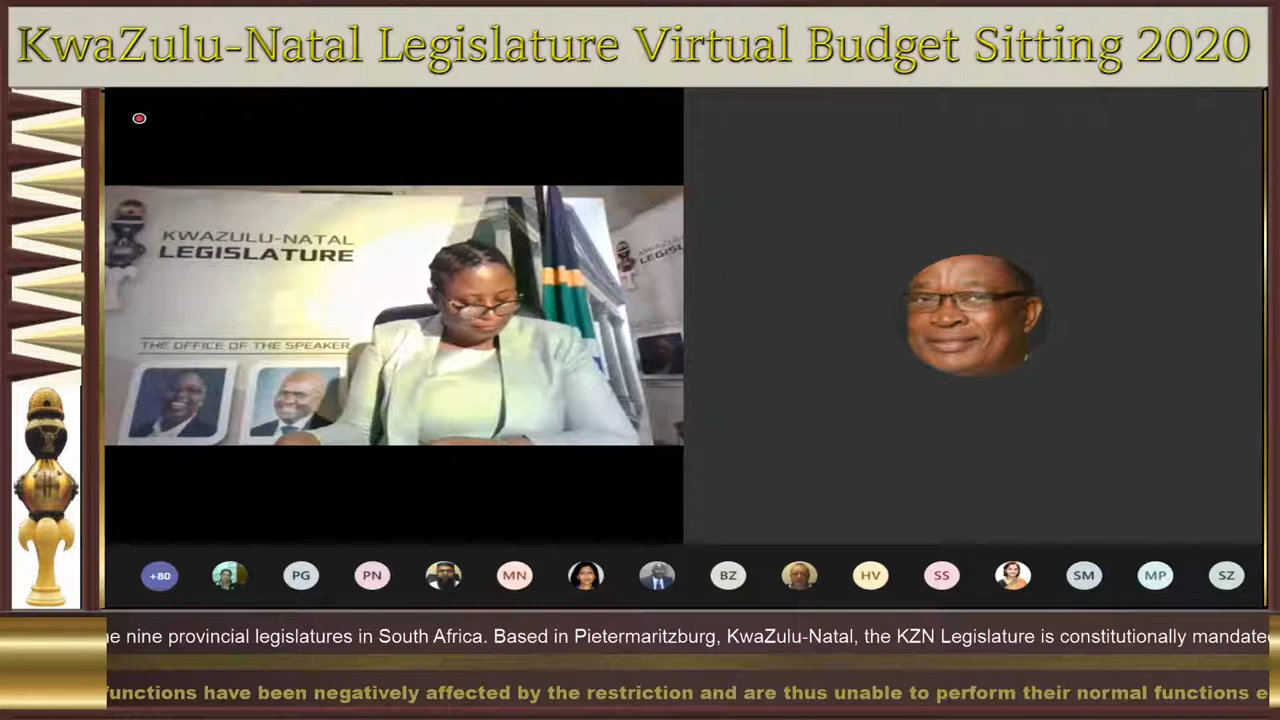 KwaZulu-Natal Legislature Virtual Budget Sitting 2020
KWAZULU-NATAL
LEGISLATURE
THE OFFICE OF THE SPEAKER
+80
PG
PN
MN
BZ
HV
SS
SM
MP
SZ
e nine provincial legislatures in South Africa. Based in Pietermaritzburg, KwaZulu-Natal, the KZN Legislature is constitutionally mandated
functions have been negatively affected by the restriction and are thus unable to perform their normal functions e